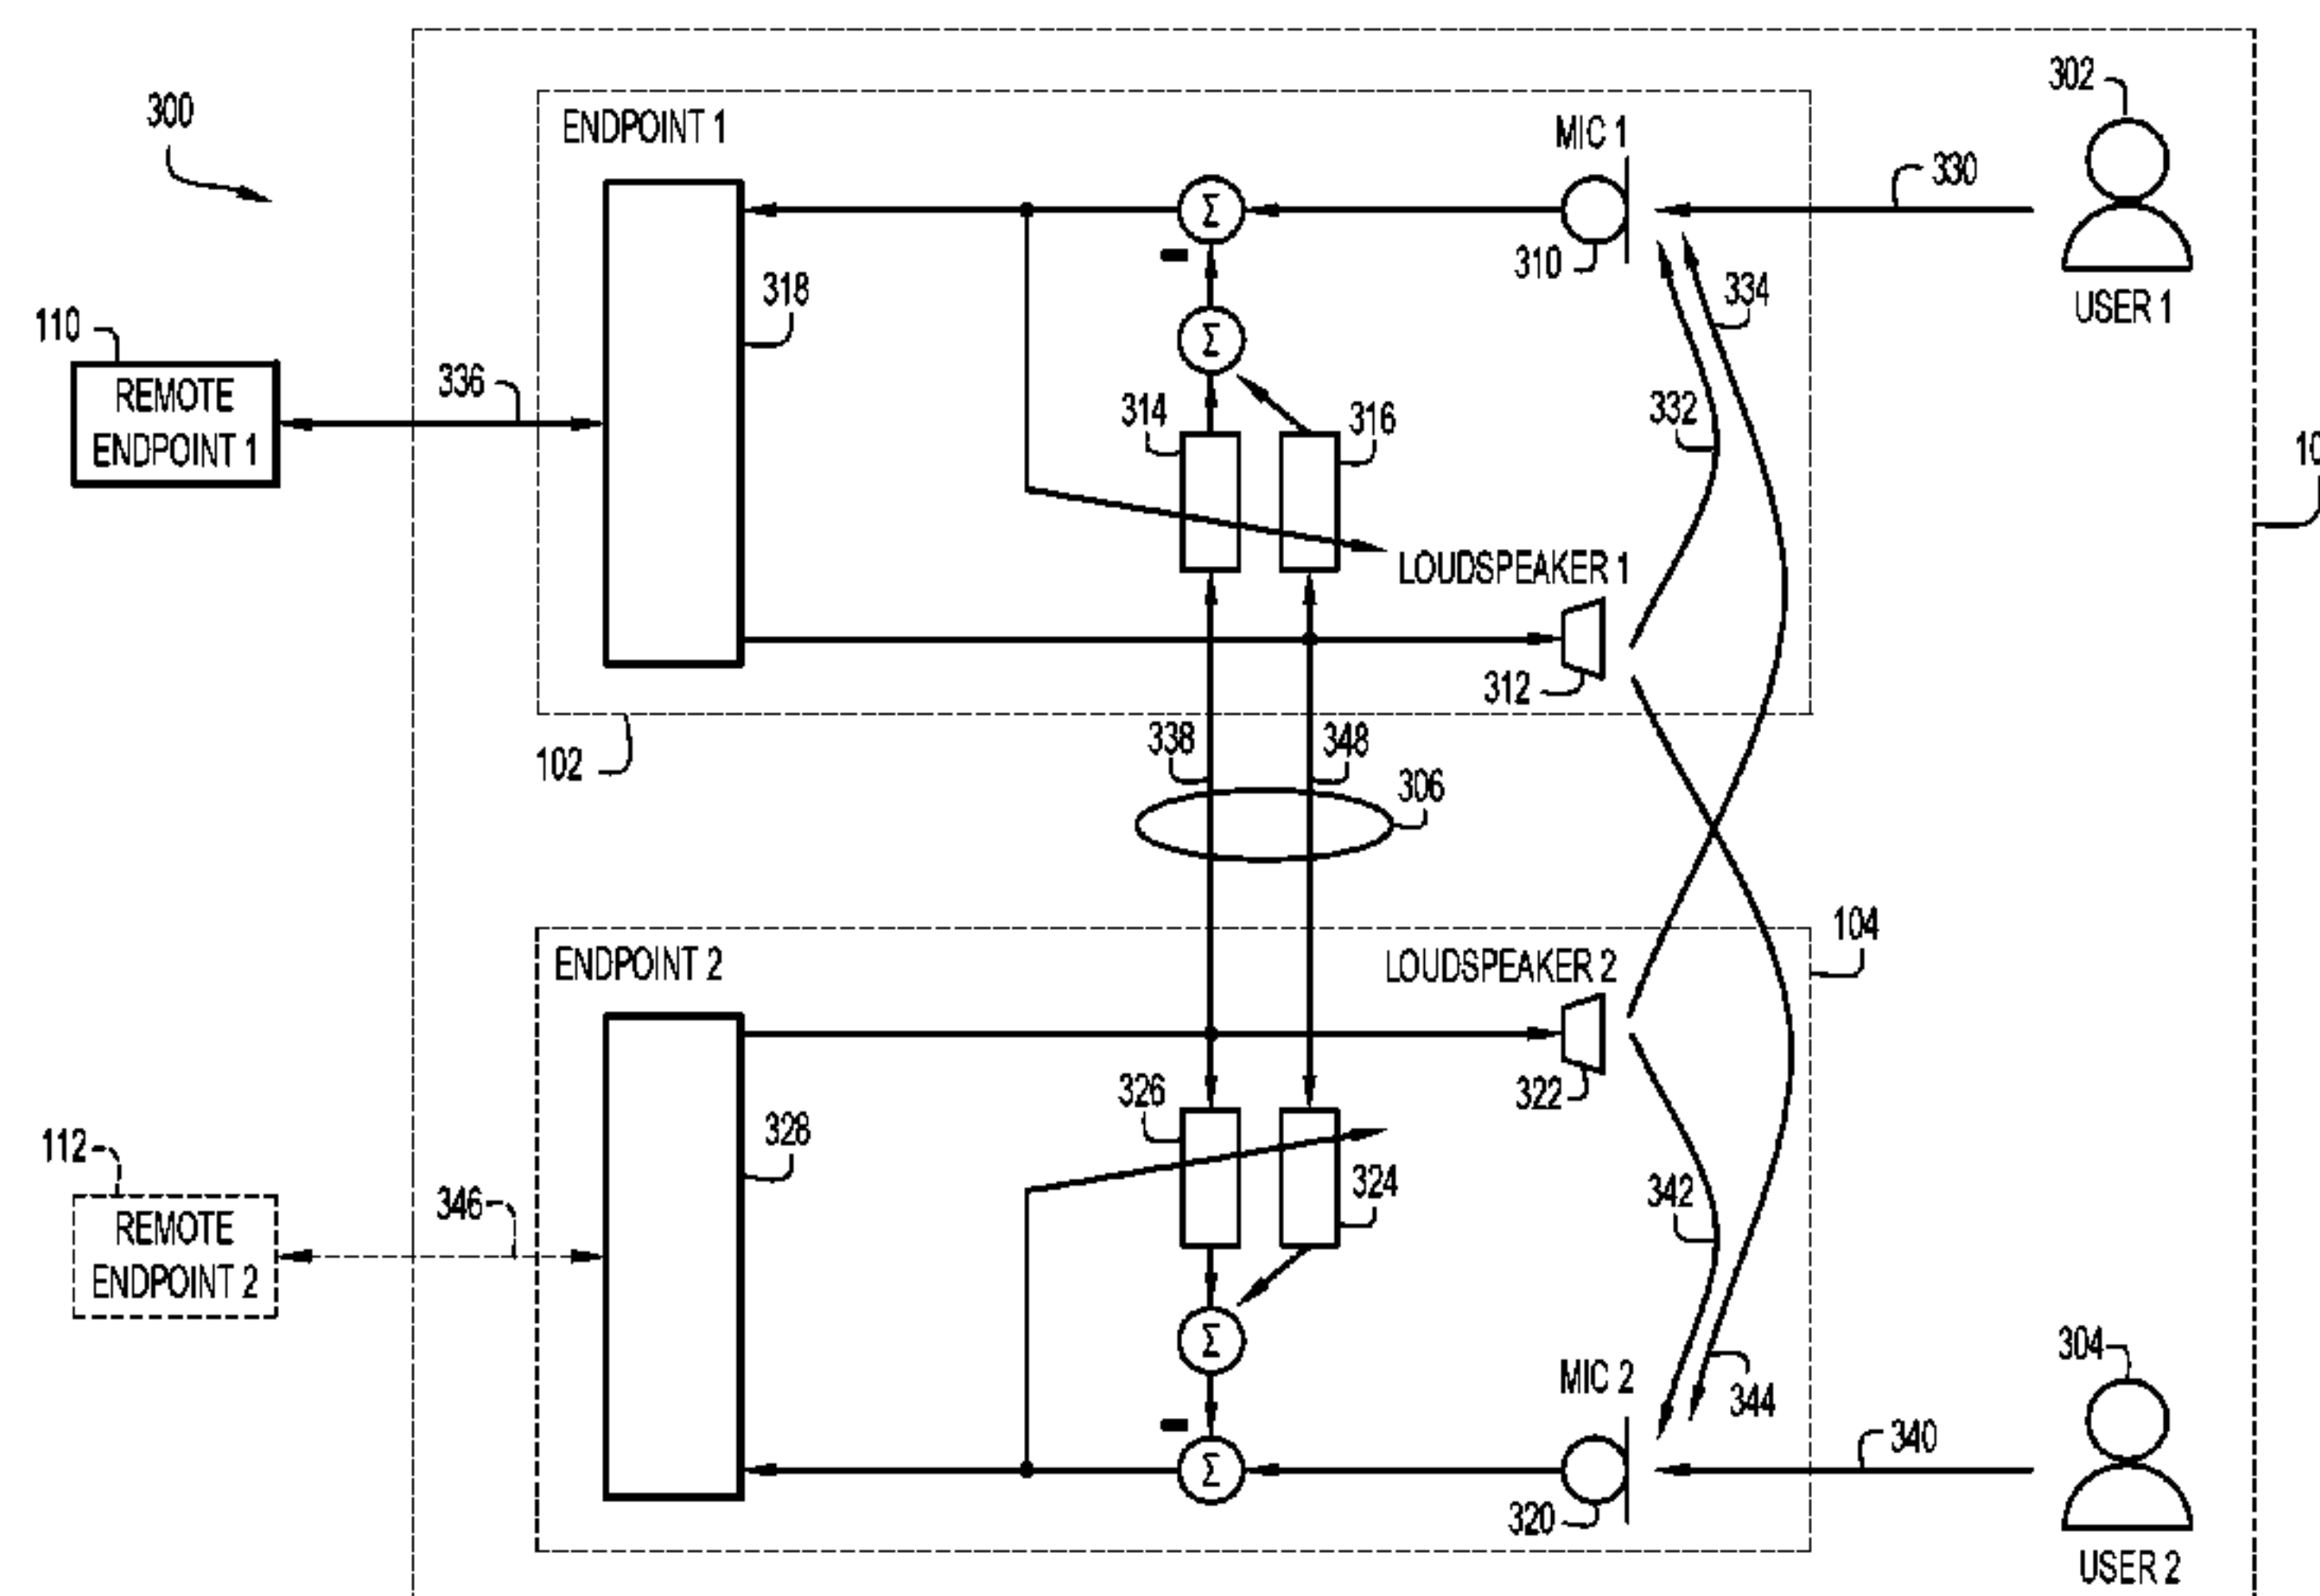 300
302
ENDPOINT 1
MIC 1
330
318
310
334
USER 1
110
REMOTE
ENDPOINT 1
336
Σ
Σ
314
316
332
LOUDSPEAKER 1
312
102
338
348
306
104
ENDPOINT 2
LOUDSPEAKER 2
322
326
328
324
342
112
REMOTE
ENDPOINT 2
346
Σ
Σ
MIC 2
344
304
340
320
USER 2